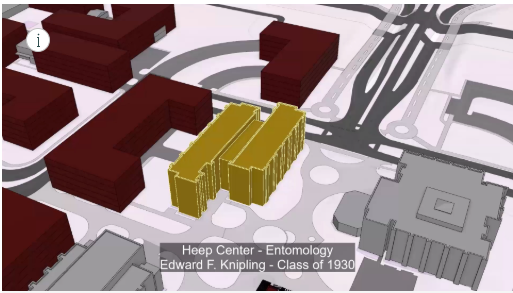 i
Heep Center - Entomology
Edward F. Knipling - Class of 1930